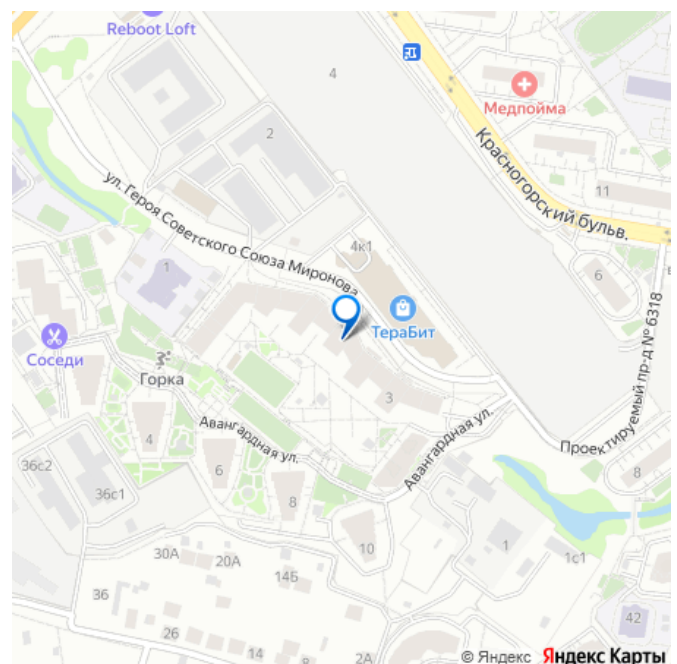 Reboot Loft
4
Медпойма
2
Красногорский бульв.
11
ул. Героя Советского Союза Миронова
4к1
1
6
ТераБит
Проектируемый пр-д № 6318
Соседи
Горка
3
Авангардная ул.
Авангардная ул.
4
6
8
8
36с2
36с1
10
1
1с1
30А
20А
14Б
36
42
26
14
8
2А
© Яндекс Яндекс Карты